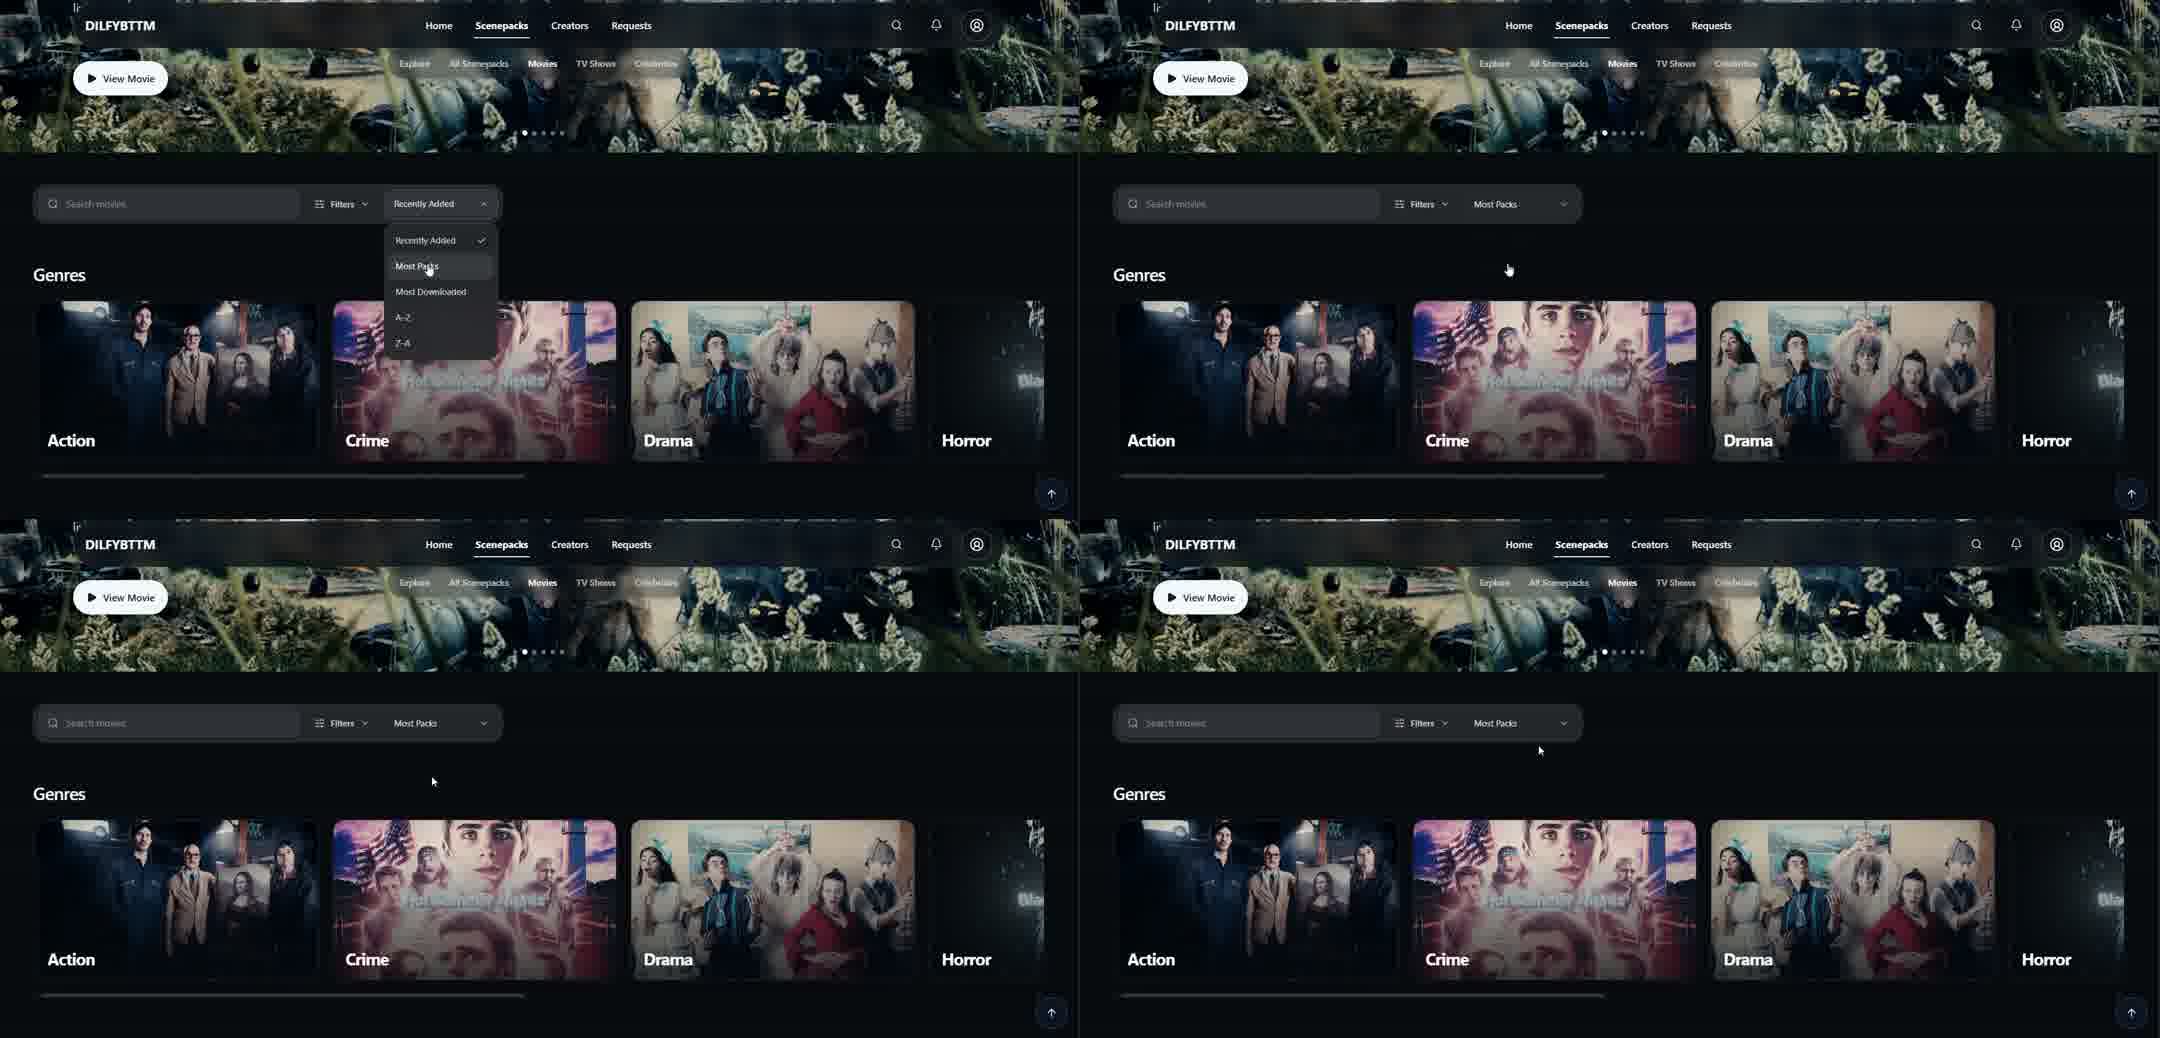 DILFYBTTM Home Scenepacks Creators Requests
Explore All Scenepacks Movies TV Shows Celebrities
View Movie
Search movies Filters Recently Added
Recently Added
Most Packs
Most Downloaded
A-Z
Z-A
Genres
Action Crime Drama Horror
DILFYBTTM Home Scenepacks Creators Requests
Explore All Scenepacks Movies TV Shows Celebrities
View Movie
Search movies Filters Most Packs
Genres
Action Crime Drama Horror
DILFYBTTM Home Scenepacks Creators Requests
Explore All Scenepacks Movies TV Shows Celebrities
View Movie
Search movies Filters Most Packs
Genres
Action Crime Drama Horror
DILFYBTTM Home Scenepacks Creators Requests
Explore All Scenepacks Movies TV Shows Celebrities
View Movie
Search movies Filters Most Packs
Genres
Action Crime Drama Horror